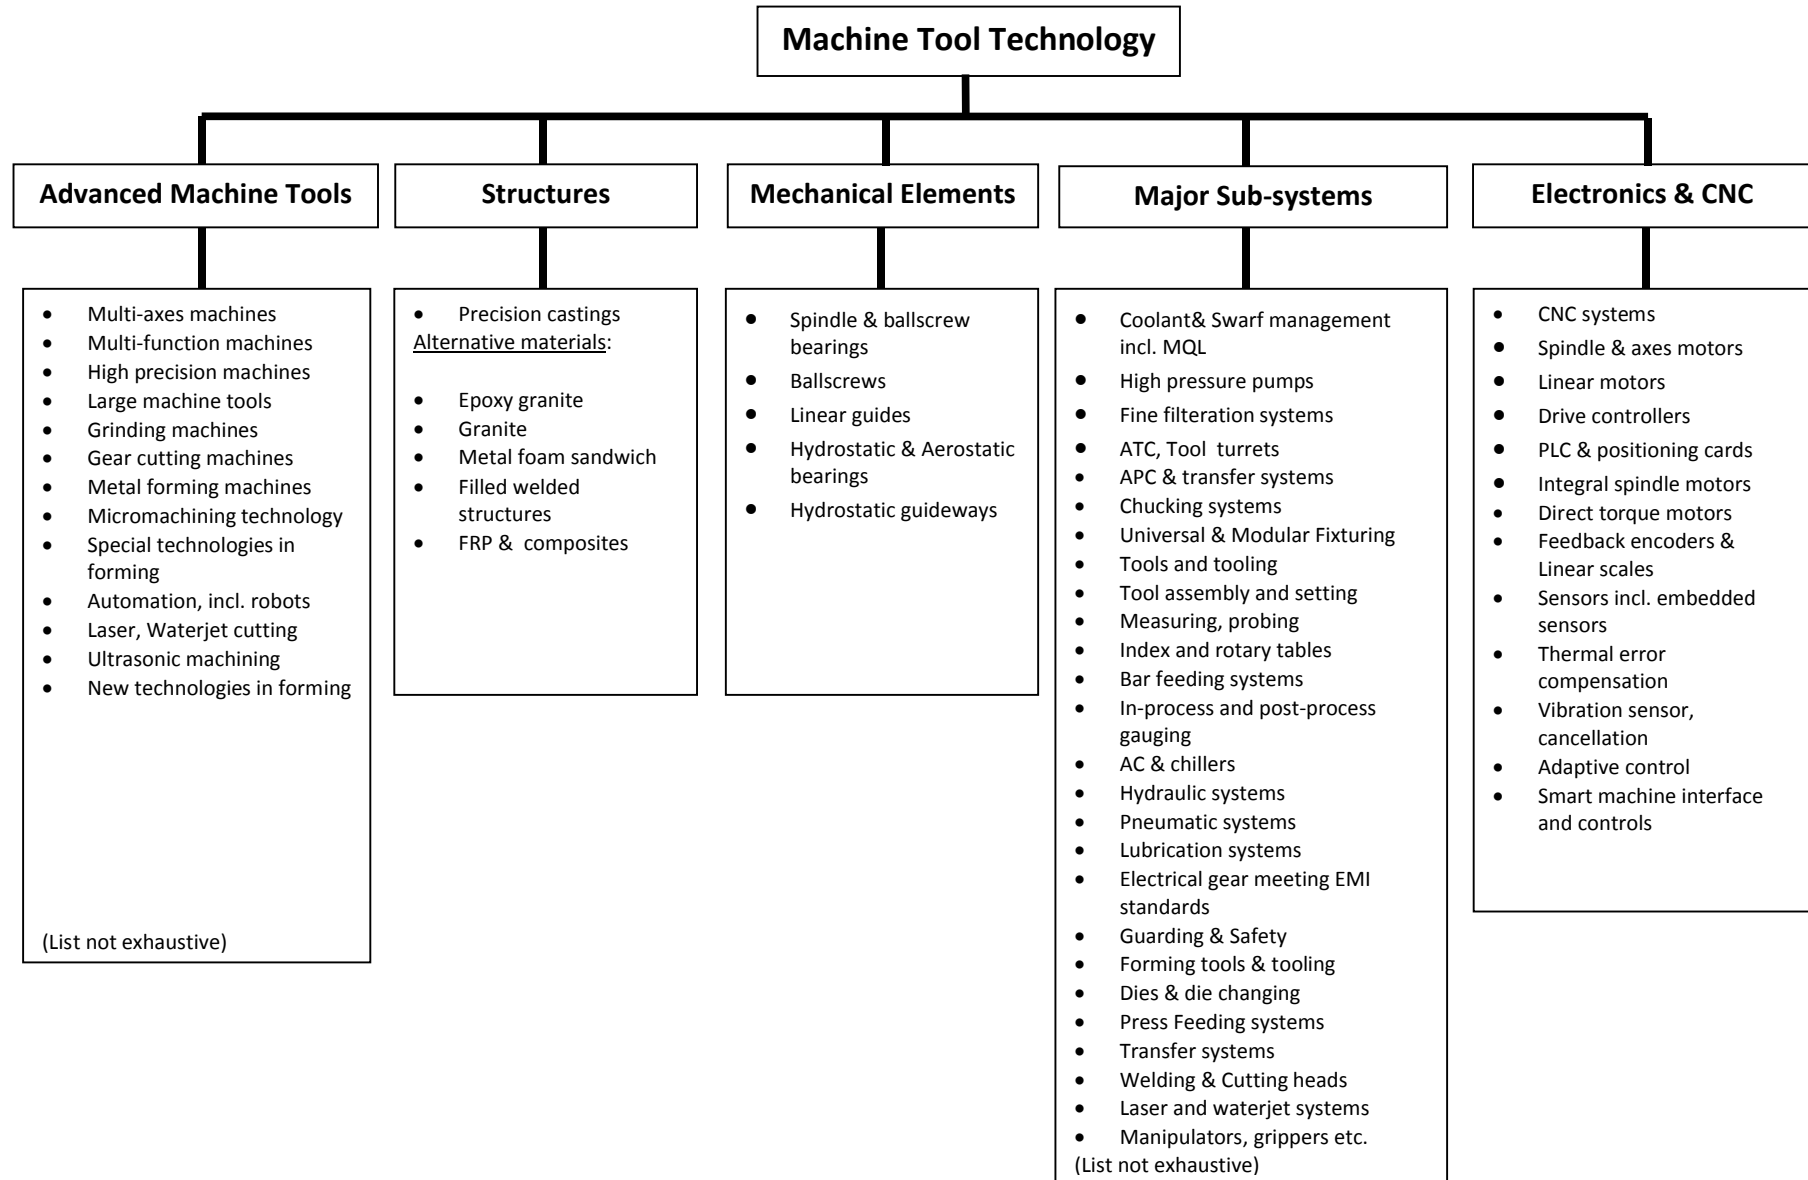 Machine Tool Technology
Advanced Machine Tools
• Multi-axes machines
• Multi-function machines
• High precision machines
• Large machine tools
• Grinding machines
• Gear cutting machines
• Metal forming machines
• Micromachining technology
• Special technologies in
forming
• Automation, incl. robots
• Laser, Waterjet cutting
• Ultrasonic machining
• New technologies in forming
(List not exhaustive)
Structures
• Precision castings
Alternative materials:
• Epoxy granite
• Granite
• Metal foam sandwich
• Filled welded
structures
• FRP & composites
Mechanical Elements
• Spindle & ballscrew
bearings
• Ballscrews
• Linear guides
• Hydrostatic & Aerostatic
bearings
• Hydrostatic guideways
Major Sub-systems
• Coolant& Swarf management
incl. MQL
• High pressure pumps
• Fine filteration systems
• ATC, Tool turrets
• APC & transfer systems
• Chucking systems
• Universal & Modular Fixturing
• Tools and tooling
• Tool assembly and setting
• Measuring, probing
• Index and rotary tables
• Bar feeding systems
• In-process and post-process
gauging
• AC & chillers
• Hydraulic systems
• Pneumatic systems
• Lubrication systems
• Electrical gear meeting EMI
standards
• Guarding & Safety
• Forming tools & tooling
• Dies & die changing
• Press Feeding systems
• Transfer systems
• Welding & Cutting heads
• Laser and waterjet systems
• Manipulators, grippers etc.
(List not exhaustive)
Electronics & CNC
• CNC systems
• Spindle & axes motors
• Linear motors
• Drive controllers
• PLC & positioning cards
• Integral spindle motors
• Direct torque motors
• Feedback encoders &
Linear scales
• Sensors incl. embedded
sensors
• Thermal error
compensation
• Vibration sensor,
cancellation
• Adaptive control
• Smart machine interface
and controls